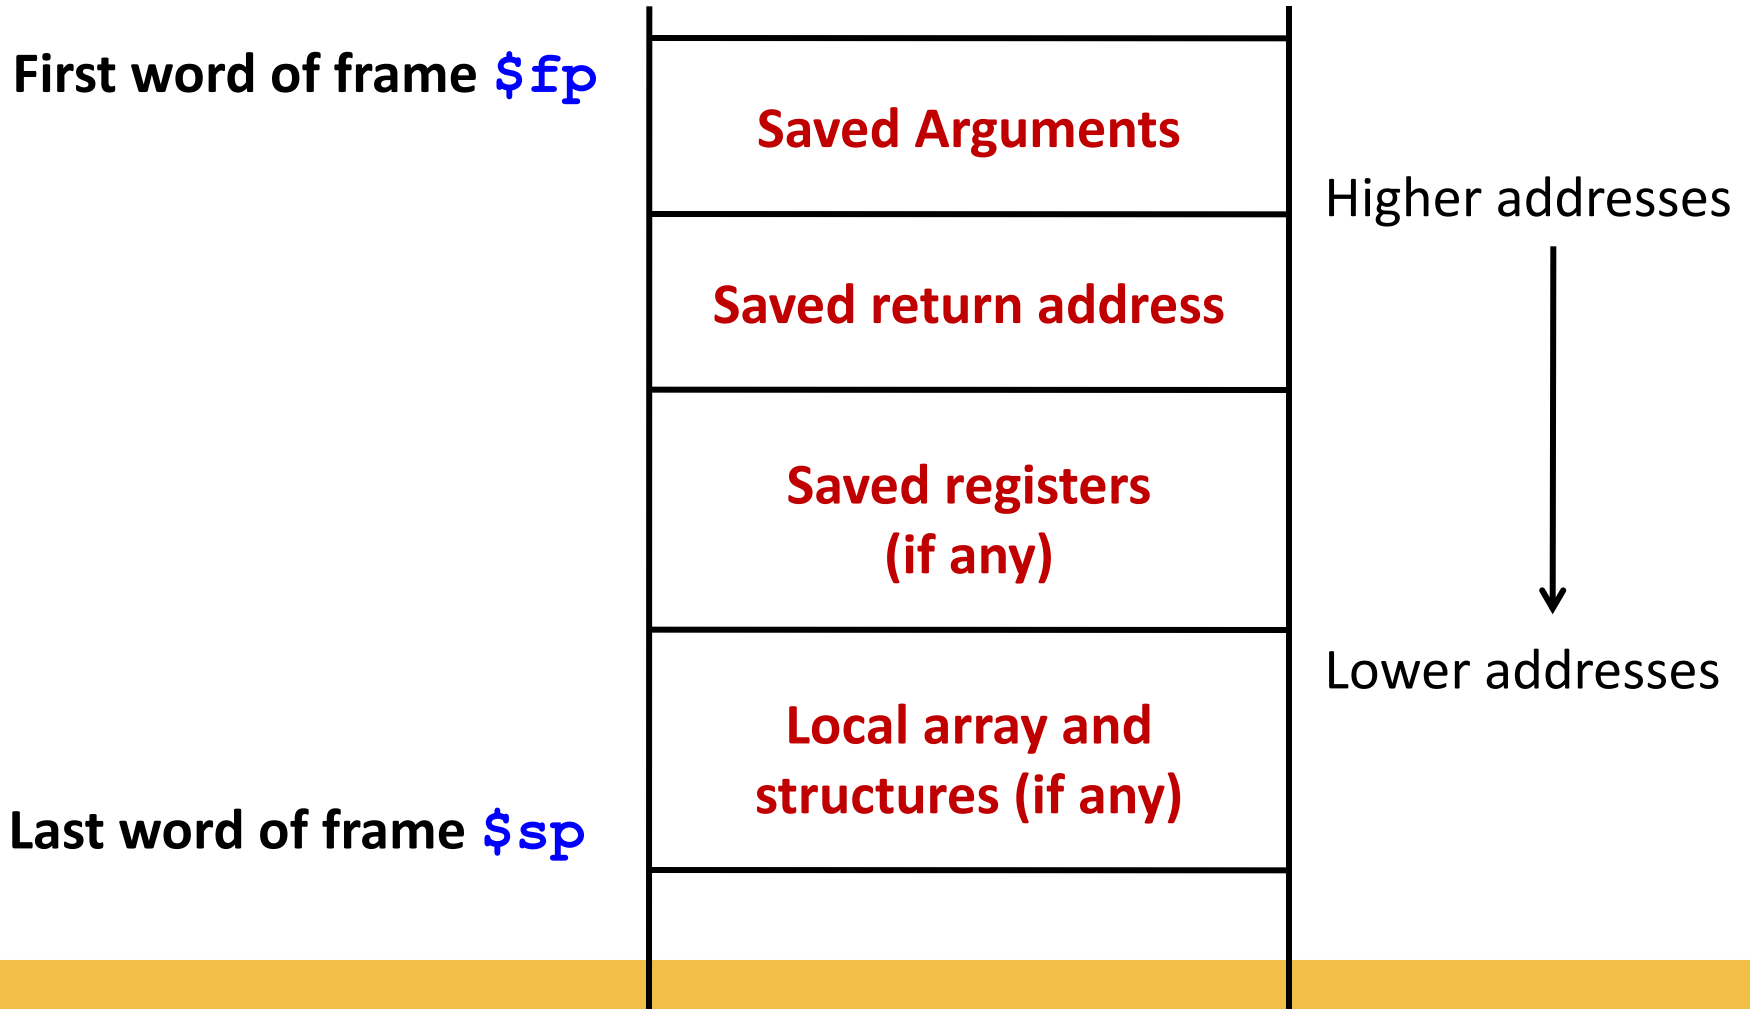 First word of frame $fp
Saved Arguments
Higher addresses
Saved return address
Saved registers
(if any)
Lower addresses
Local array and
structures (if any)
Last word of frame $sp